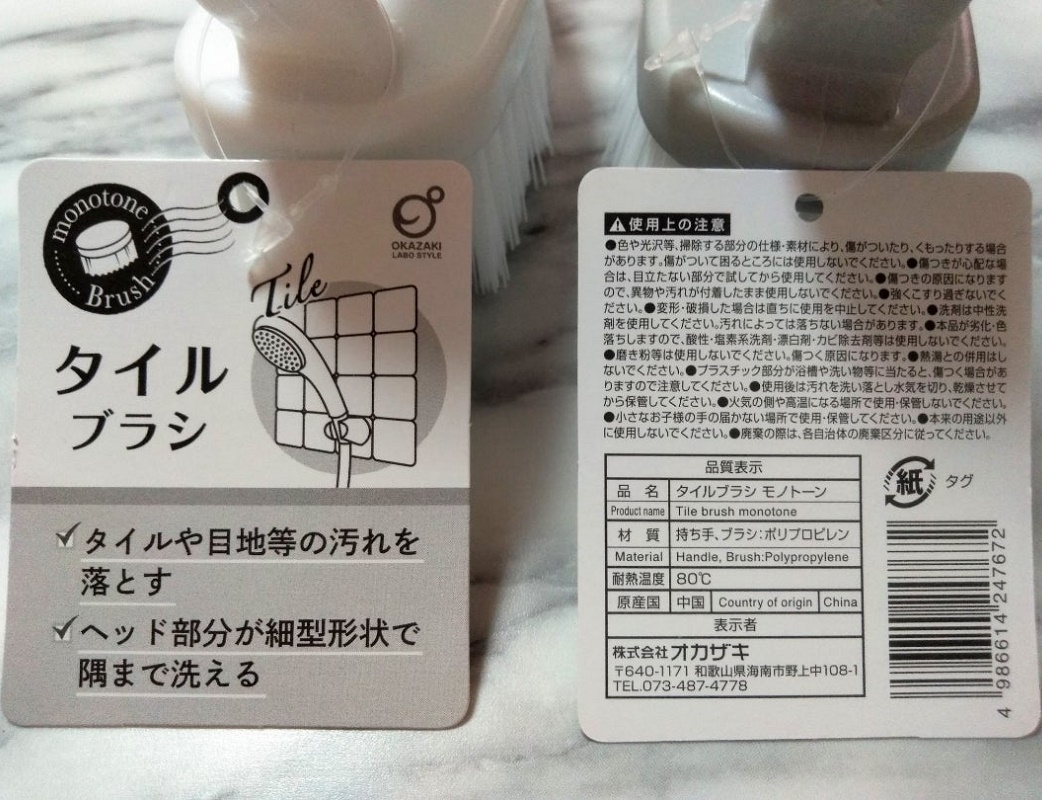 monotone
Brush
OKAZAKI
LABO STYLE
Tile
タイル
ブラシ
タイルや目地等の汚れを
落とす
ヘッド部分が細型形状で
隅まで洗える
使用上の注意
●色や光沢等、掃除する部分の仕様・素材により、傷がついたり、くもったりする場合
があります。傷がついて困るところには使用しないでください。●傷つきが心配な場
合は、目立たない部分で試してから使用してください。●傷つきの原因になります
ので、異物や汚れが付着したまま使用しないでください。●強くこすり過ぎないでく
ださい。●変形・破損した場合は直ちに使用を中止してください。●洗剤は中性洗
剤を使用してください。汚れによっては落ちない場合があります。●本品が劣化・色
落ちしますので、酸性・塩素系洗剤・漂白剤・カビ除去剤等は使用しないでください。
●磨き粉等は使用しないでください。傷つく原因になります。●熱湯との併用はし
ないでください。●プラスチック部分が浴槽や洗い物等に当たると、傷つく場合があ
りますので注意してください。●使用後は汚れを洗い落とし水気を切り、乾燥させて
から保管してください。●火気の側や高温になる場所で使用・保管しないでください。
●小さなお子様の手の届かない場所で使用・保管してください。●本来の用途以外
に使用しないでください。●廃棄の際は、各自治体の廃棄区分に従ってください。
品質表示
品 名 タイルブラシ モノトーン
Product name Tile brush monotone
材 質 持ち手、ブラシ:ポリプロピレン
Material Handle, Brush:Polypropylene
耐熱温度 80℃
原産国 中国 Country of origin China
表示者
株式会社オカザキ
〒640-1171 和歌山県海南市野上中108-1
TEL.073-487-4778
紙 タグ
4 986614 247672